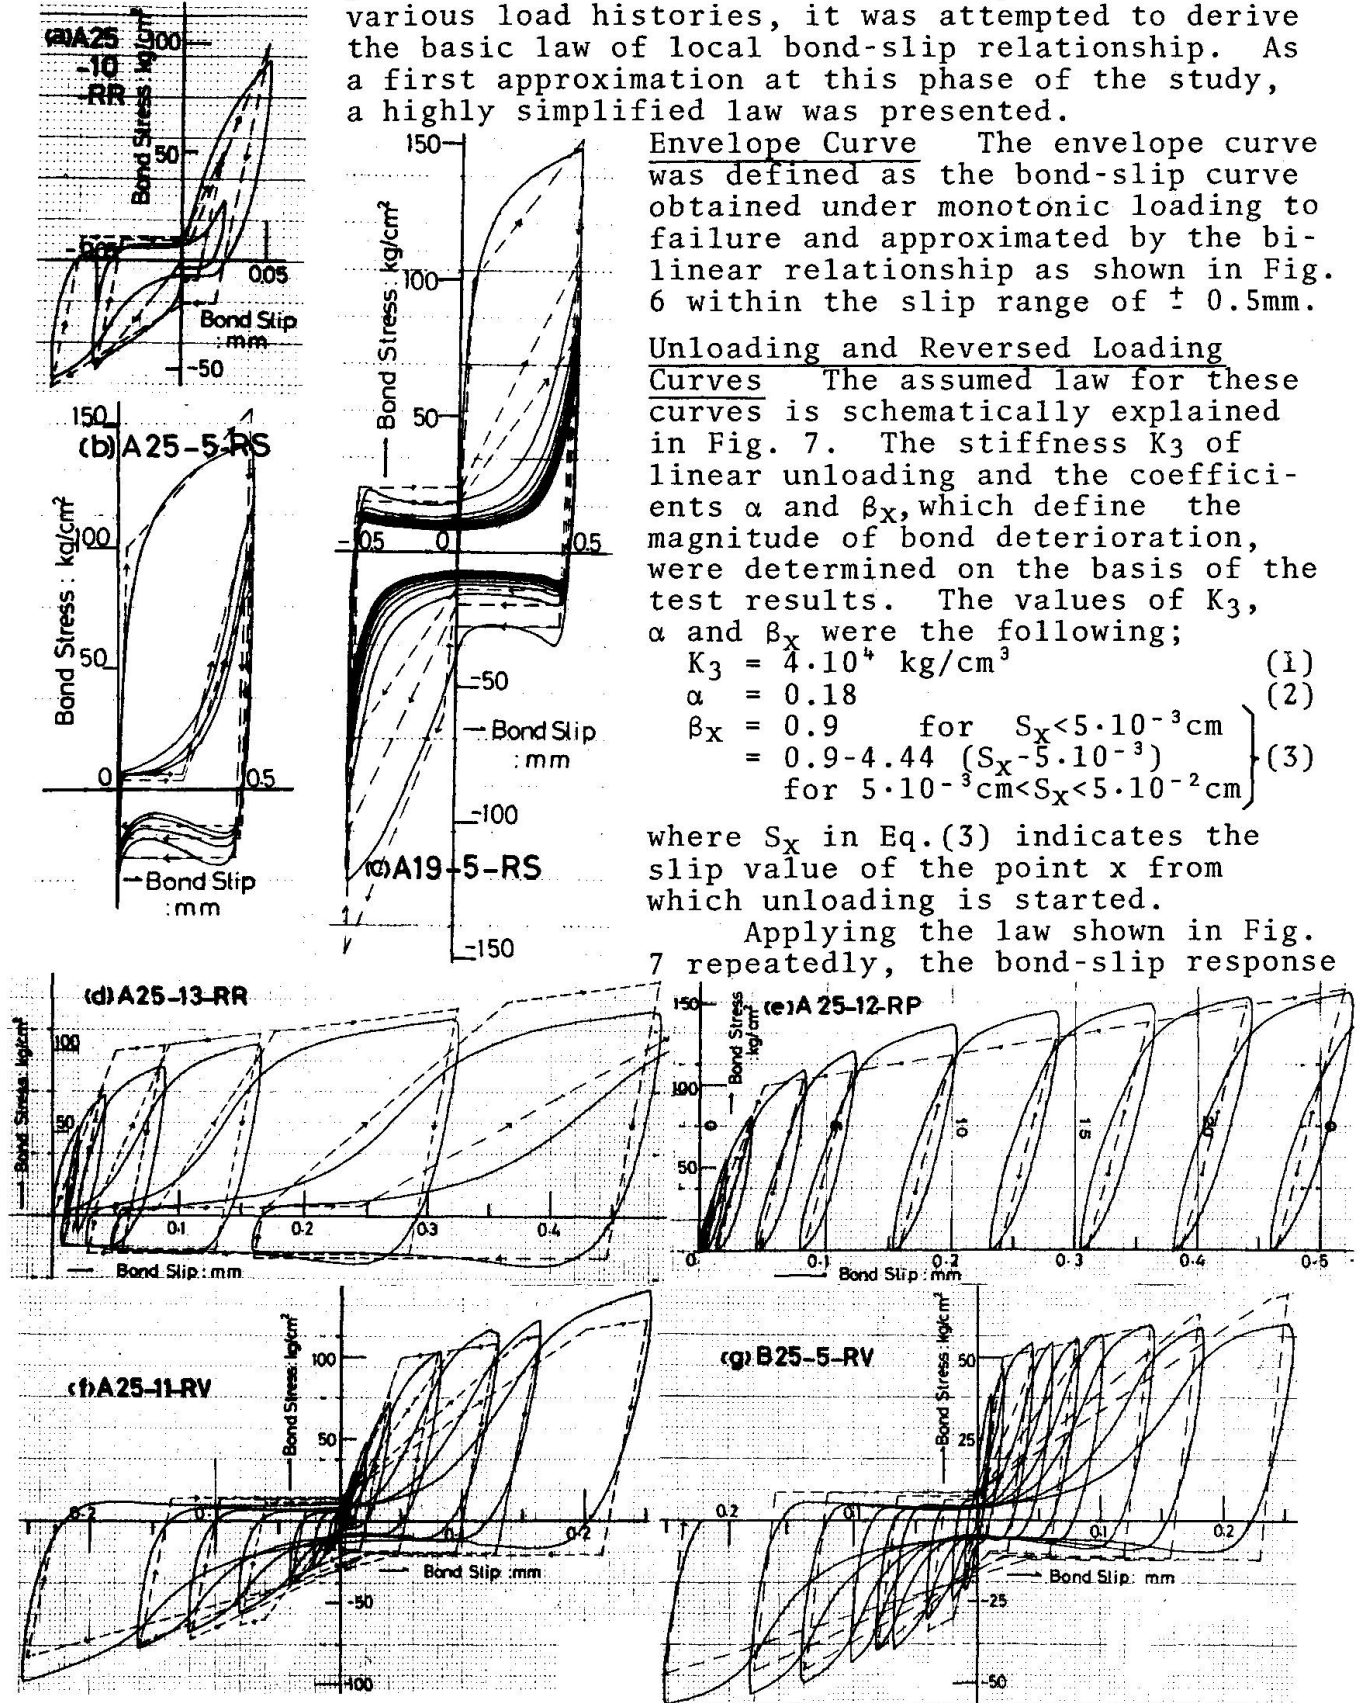 various load histories, it was attempted to derive
the basic law of local bond-slip relationship. As
a first approximation at this phase of the study,
a highly simplified law was presented.
Envelope Curve The envelope curve
was defined as the bond-slip curve
obtained under monotonic loading to
failure and approximated by the bi-
linear relationship as shown in Fig.
6 within the slip range of ± 0.5mm.
Unloading and Reversed Loading
Curves The assumed law for these
curves is schematically explained
in Fig. 7. The stiffness K₃ of
linear unloading and the coeffici-
ents α and βₓ, which define the
magnitude of bond deterioration,
were determined on the basis of the
test results. The values of K₃,
α and βₓ were the following;
K₃ = 4·10⁴ kg/cm³ (1)
α = 0.18 (2)
βₓ = 0.9 for Sₓ<5·10⁻³cm
= 0.9-4.44 (Sₓ-5·10⁻³) (3)
for 5·10⁻³cm<Sₓ<5·10⁻²cm
where Sₓ in Eq.(3) indicates the
slip value of the point x from
which unloading is started.
Applying the law shown in Fig.
7 repeatedly, the bond-slip response
(a)A25
-10
-RR
Bond Stress kg/cm²
100
50
0.05
Bond Slip
:mm
-50
(b)A25-5-RS
Bond Stress: kg/cm²
150
100
50
0
0.5
Bond Slip
:mm
(c)A19-5-RS
Bond Stress: kg/cm²
150
100
50
-0.5
0
0.5
-50
Bond Slip
:mm
-100
-150
(d)A25-13-RR
Bond Stress: kg/cm²
100
50
0.1
0.2
0.3
0.4
Bond Slip: mm
(e)A25-12-RP
Bond Stress
kg/cm²
150
100
50
0
10
15
20
0.
0.1
0.2
0.3
0.4
0.5
Bond Slip: mm
(f)A25-11-RV
Bond Stress: kg/cm²
100
50
0.2
0.2
Bond Slip :mm
-50
-100
(g)B25-5-RV
Bond Stress: kg/cm²
50
25
0.2
0.1
0.1
0.2
Bond Slip: mm
-25
-50